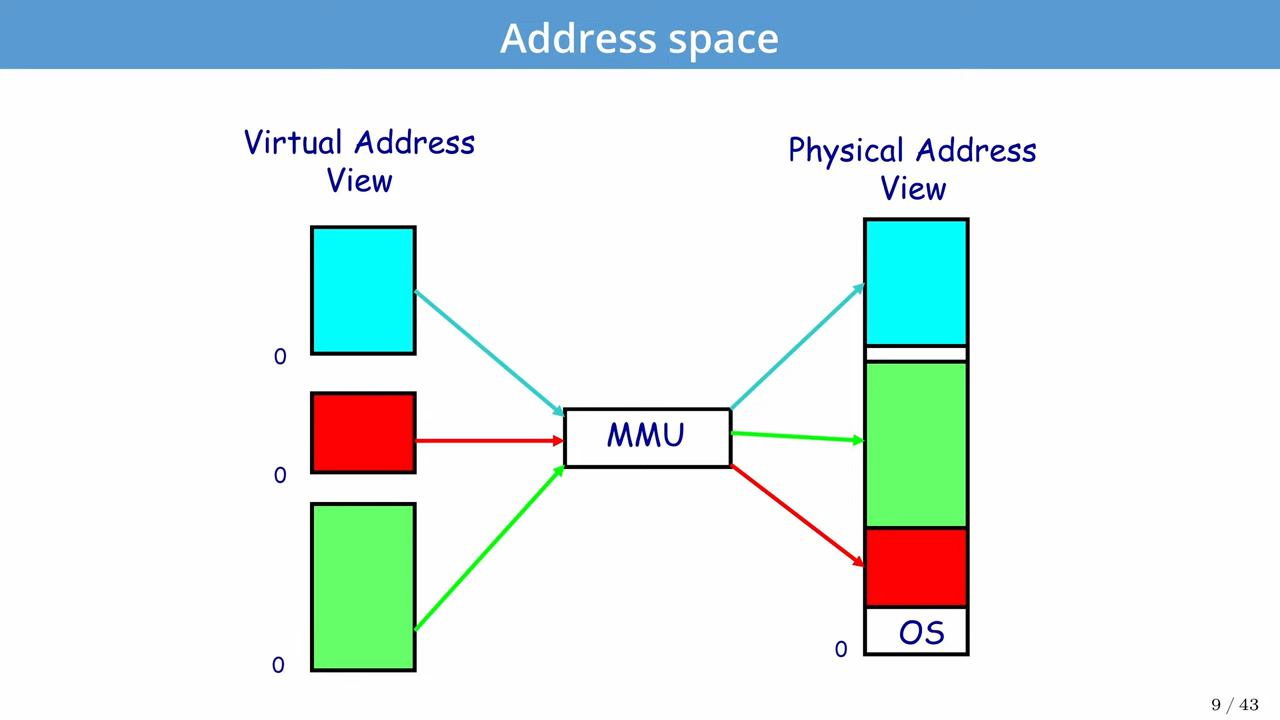 Address space
Virtual Address
View
Physical Address
View
0
MMU
0
0
OS
0
9 / 43